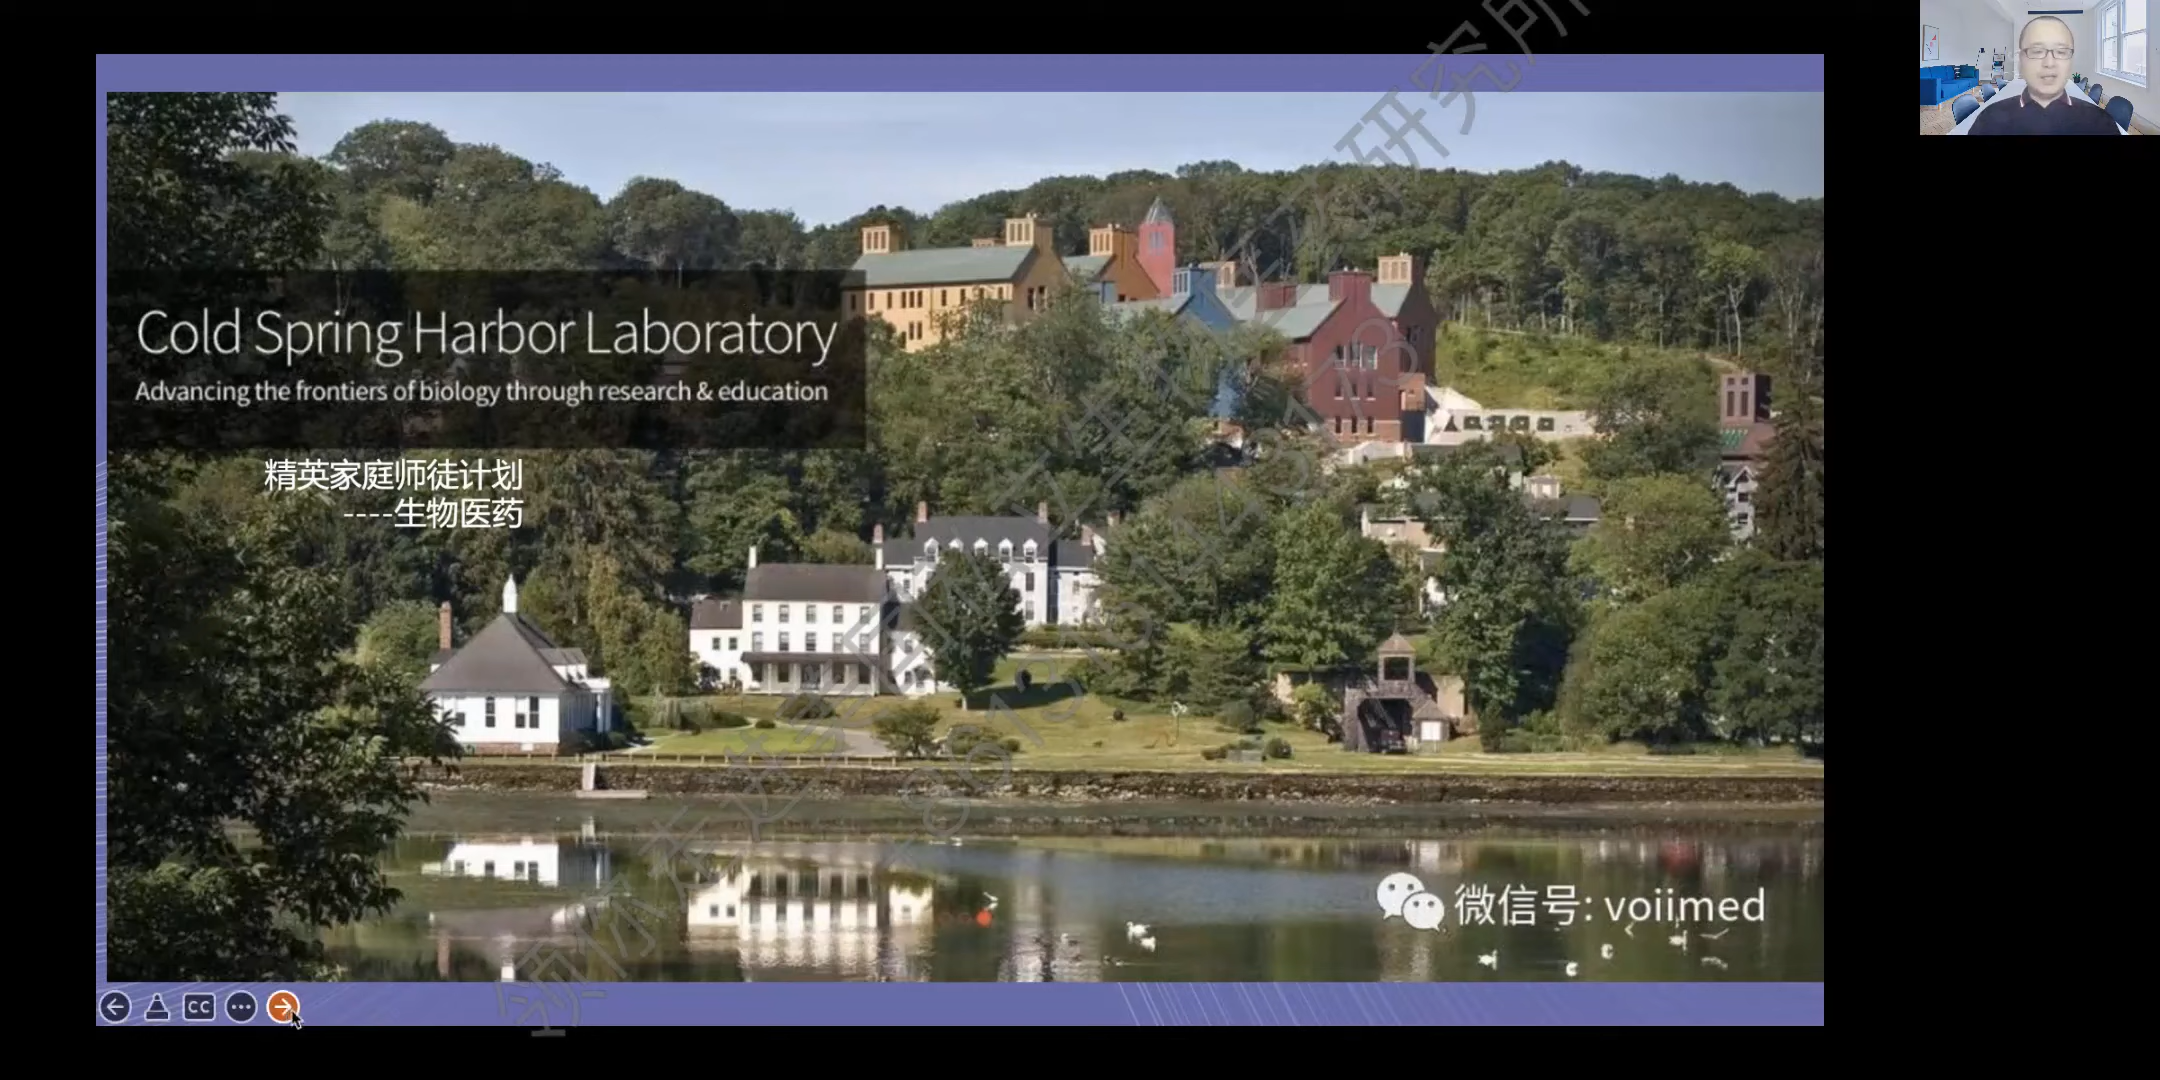 Cold Spring Harbor Laboratory
Advancing the frontiers of biology through research & education
精英家庭师徒计划
----生物医药
微信号: voiimed
CC